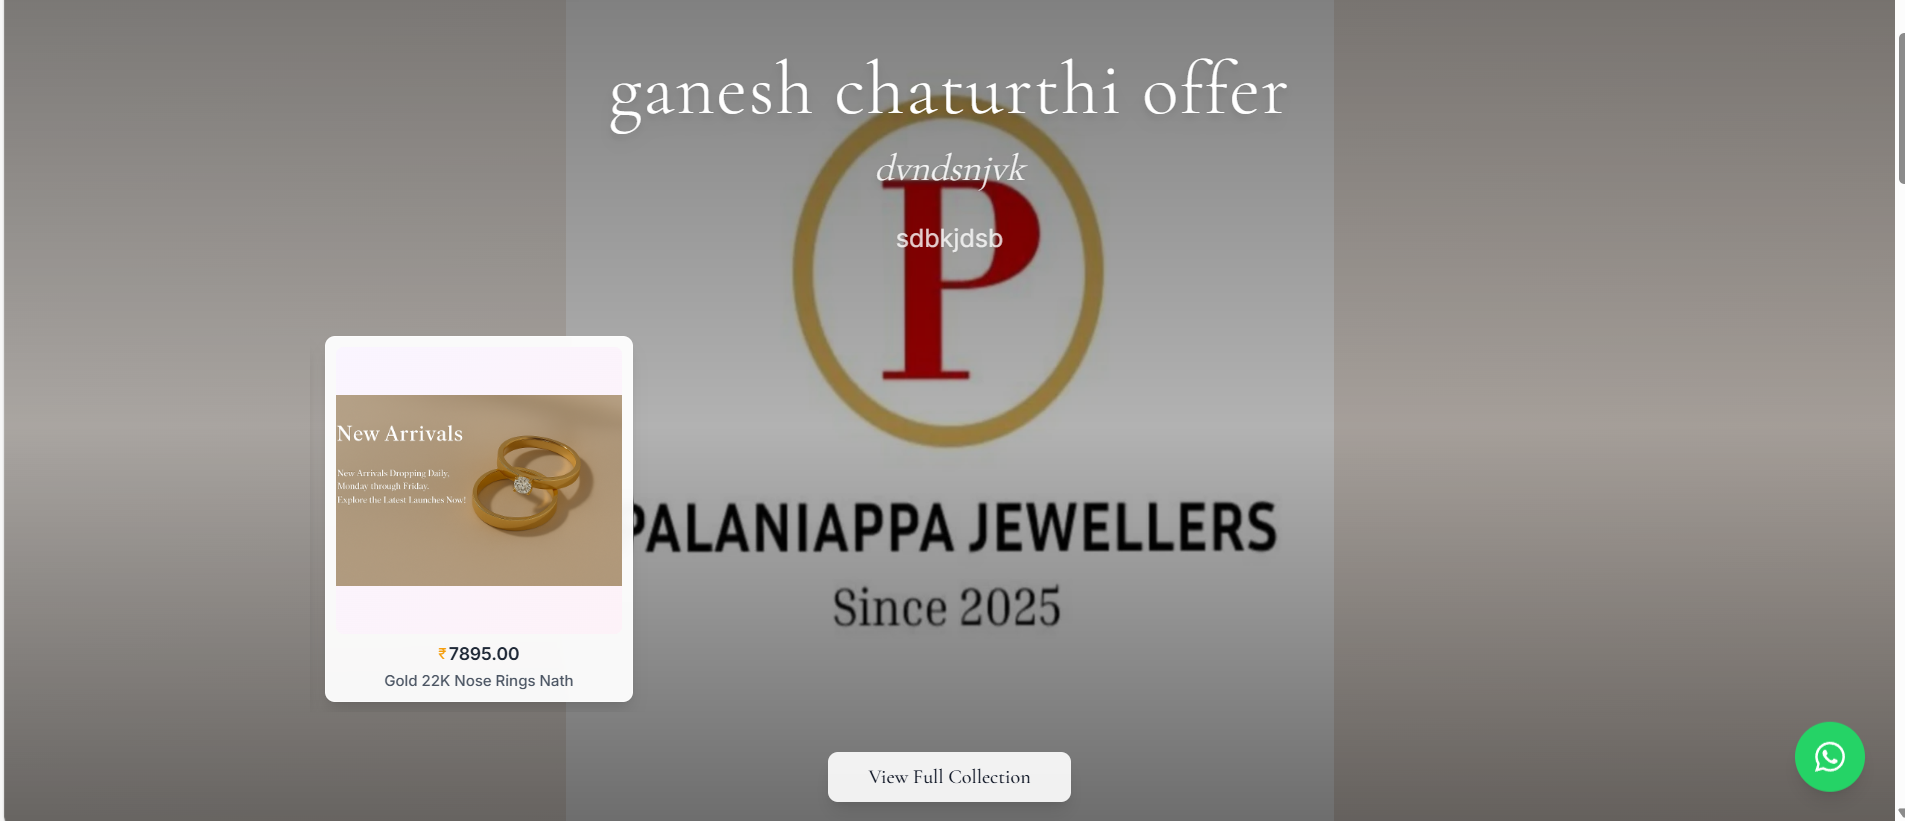 ganesh chaturthi offer
dvndsnjvk
sdbkjdsb
P
New Arrivals
New Arrivals Dropping Daily,
Monday through Friday.
Explore the Latest Launches Now!
PALANIAPPA JEWELLERS
Since 2025
₹7895.00
Gold 22K Nose Rings Nath
View Full Collection